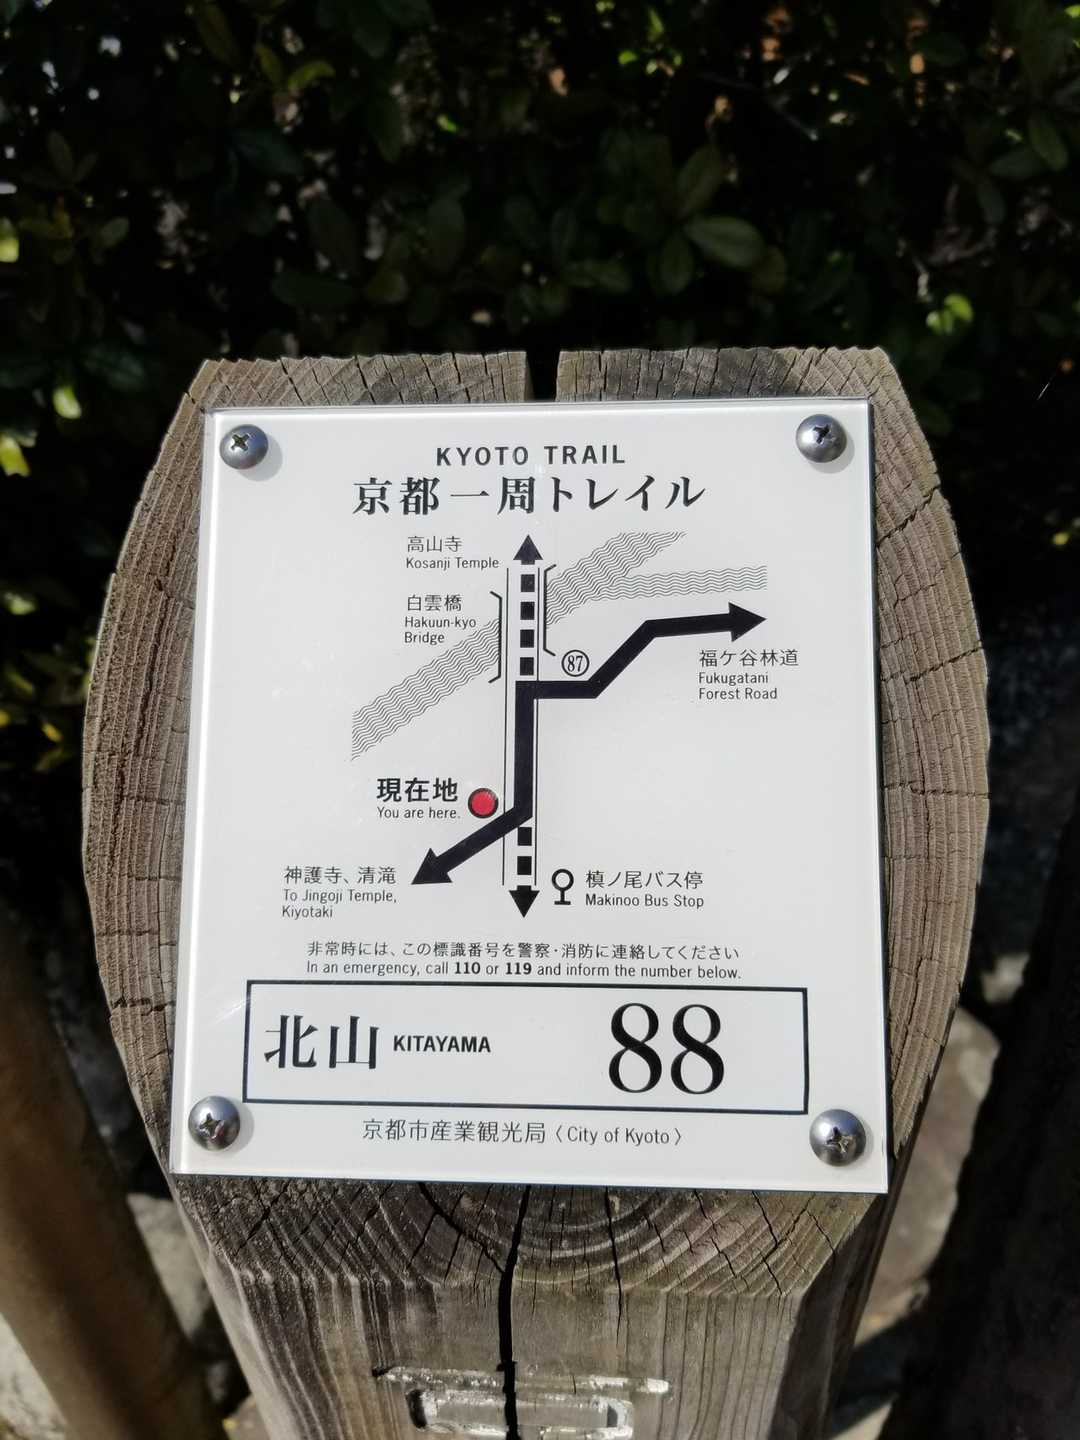 KYOTO TRAIL
京都一周トレイル
高山寺
Kosanji Temple
白雲橋
Hakuun-kyo
Bridge
87
福ケ谷林道
Fukugatani
Forest Road
現在地
You are here.
神護寺、清滝
To Jingoji Temple,
Kiyotaki
槙ノ尾バス停
Makinoo Bus Stop
非常時には、この標識番号を警察・消防に連絡してください
In an emergency, call 110 or 119 and inform the number below.
北山 KITAYAMA 88
京都市産業観光局〈City of Kyoto〉